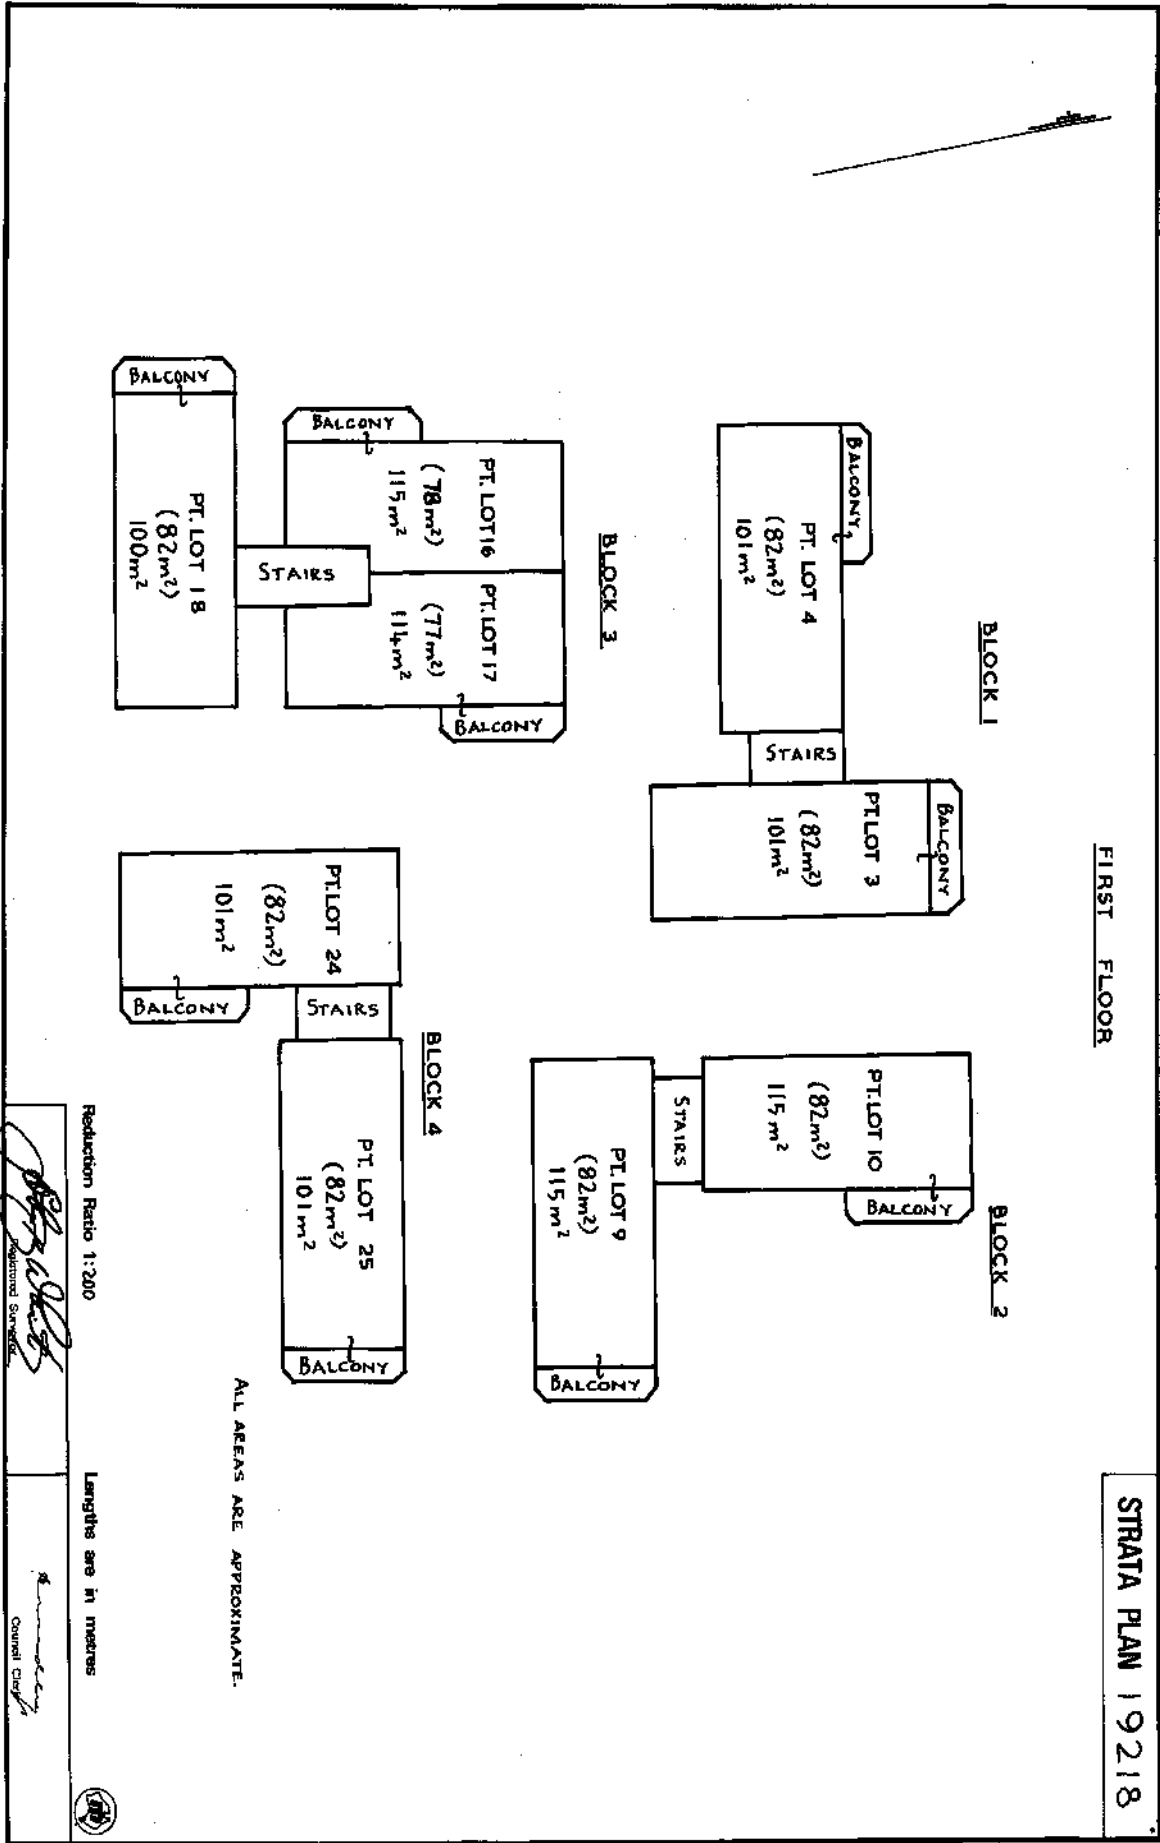 STRATA PLAN 19218
FIRST FLOOR
BLOCK 1
BALCONY
PT. LOT 4
(82m²)
101m²
STAIRS
BALCONY
PT.LOT 3
(82m²)
101m²
BLOCK 2
PT.LOT 10
(82m²)
115m²
BALCONY
STAIRS
PT. LOT 9
(82m²)
115m²
BALCONY
BLOCK 3
BALCONY
PT. LOT 16
(78m²)
115m²
PT.LOT 17
(77m²)
114m²
BALCONY
STAIRS
BALCONY
PT. LOT 18
(82m²)
100m²
BLOCK 4
PT.LOT 24
(82m²)
101m²
BALCONY
STAIRS
PT. LOT 25
(82m²)
101m²
BALCONY
ALL AREAS ARE APPROXIMATE.
Reduction Ratio 1:200
Lengths are in metres
Registered Surveyor
Council Clerk